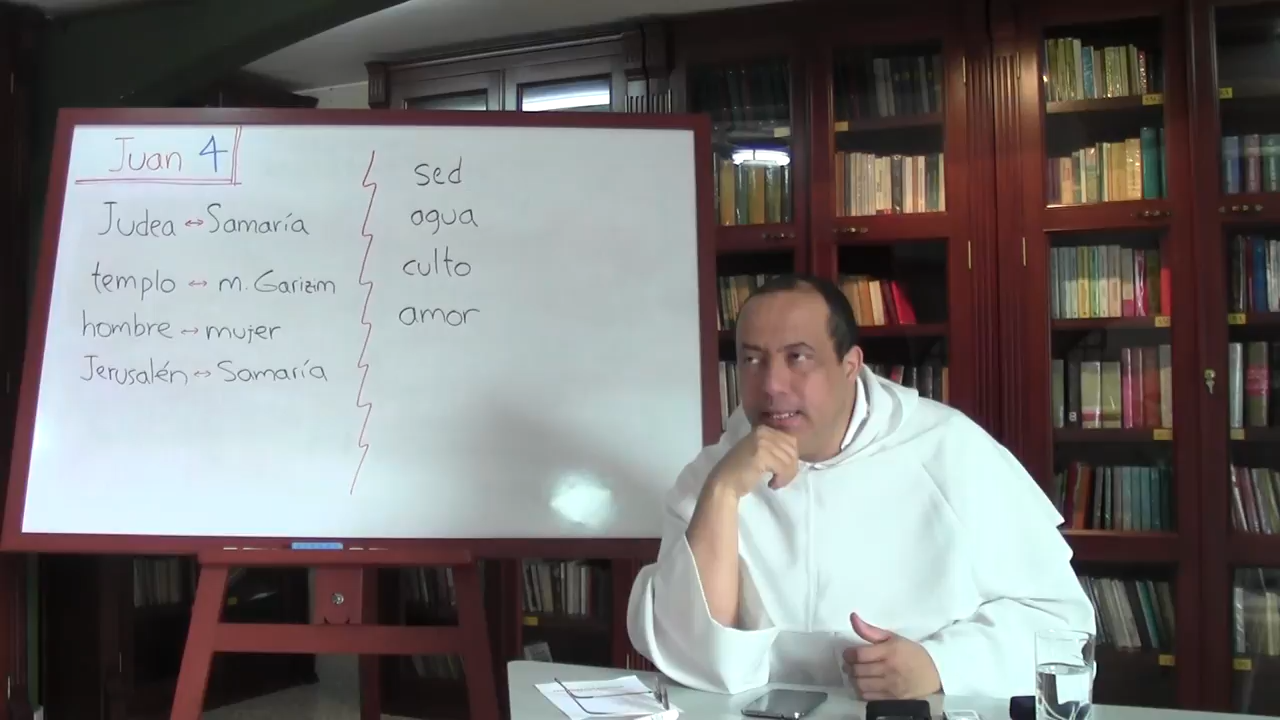 Juan 4
Judea ↔ Samaría
templo ↔ m. Garizim
hombre ↔ mujer
Jerusalén ↔ Samaría
sed
agua
culto
amor